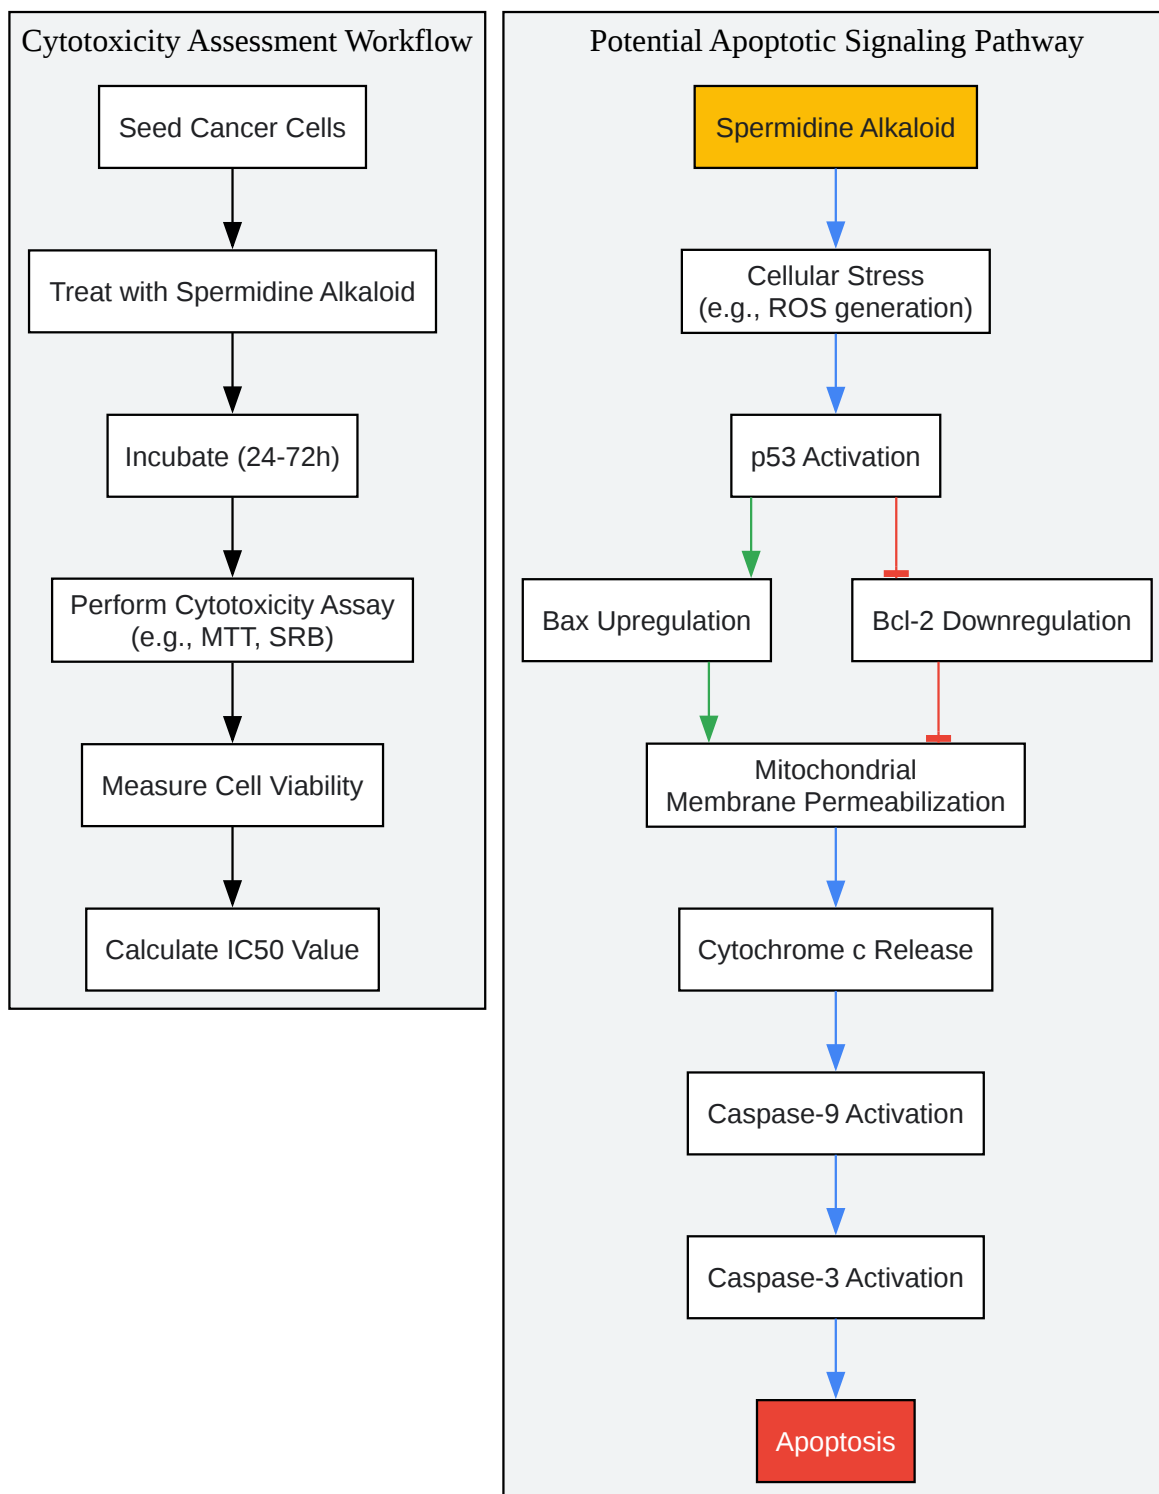 Cytotoxicity Assessment Workflow
Seed Cancer Cells
Treat with Spermidine Alkaloid
Incubate (24-72h)
Perform Cytotoxicity Assay
(e.g., MTT, SRB)
Measure Cell Viability
Calculate IC50 Value
Potential Apoptotic Signaling Pathway
Spermidine Alkaloid
Cellular Stress
(e.g., ROS generation)
p53 Activation
Bax Upregulation
Bcl-2 Downregulation
Mitochondrial
Membrane Permeabilization
Cytochrome c Release
Caspase-9 Activation
Caspase-3 Activation
Apoptosis